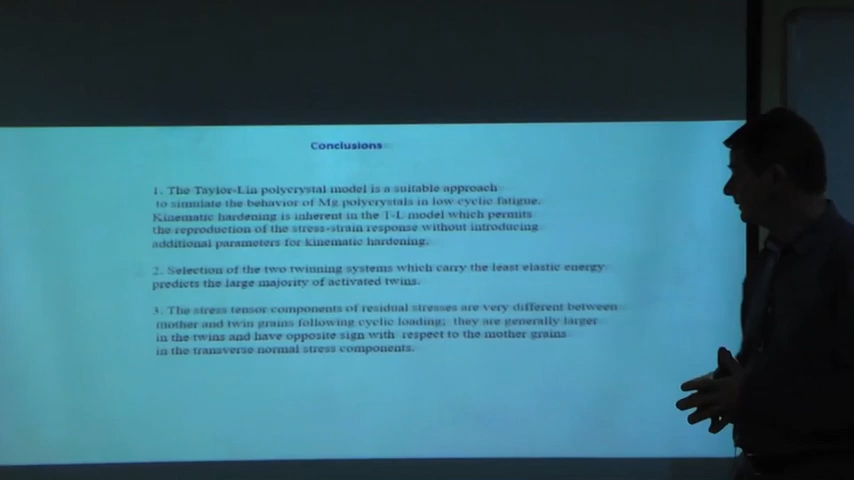 Conclusions
1. The Taylor-Lin polycrystal model is a suitable approach
to simulate the behavior of Mg polycrystals in low cyclic fatigue.
Kinematic hardening is inherent in the T-L model which permits
the reproduction of the stress-strain response without introducing
additional parameters for kinematic hardening.
2. Selection of the two twinning systems which carry the least elastic energy
predicts the large majority of activated twins.
3. The stress tensor components of residual stresses are very different between
mother and twin grains following cyclic loading; they are generally larger
in the twins and have opposite sign with respect to the mother grains
in the transverse normal stress components.